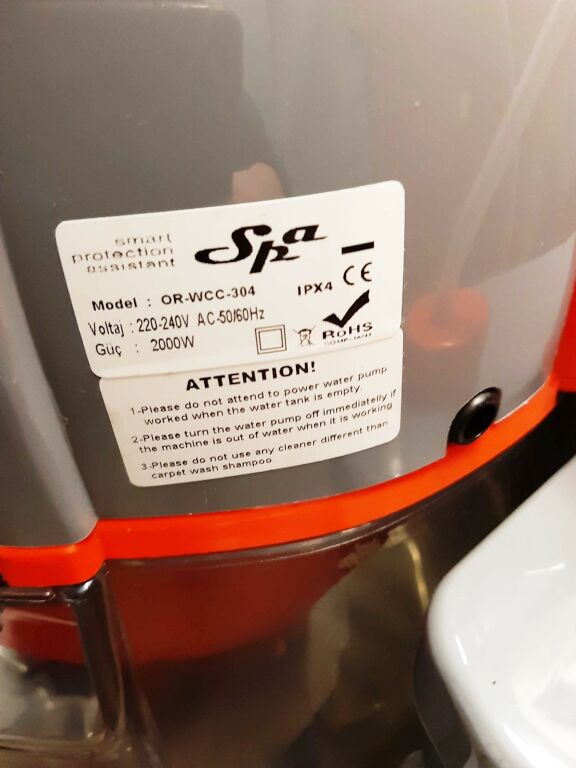 smart
protection
assistant
Spa
Model : OR-WCC-304
IPX4 CE
Voltaj : 220-240V AC-50/60Hz
Güç : 2000W
RoHS
COMPLIANT
ATTENTION!
1-Please do not attend to power water pump
worked when the water tank is empty.
2-Please turn the water pump off immediatelly if
the machine is out of water when it is working
3-Please do not use any cleaner different than
carpet wash shampoo